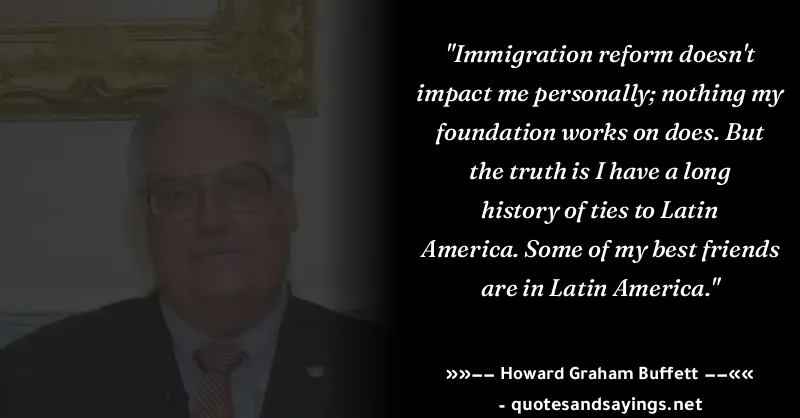 "Immigration reform doesn't
impact me personally; nothing my
foundation works on does. But
the truth is I have a long
history of ties to Latin
America. Some of my best friends
are in Latin America."
»»−− Howard Graham Buffett −−««
- quotesandsayings.net